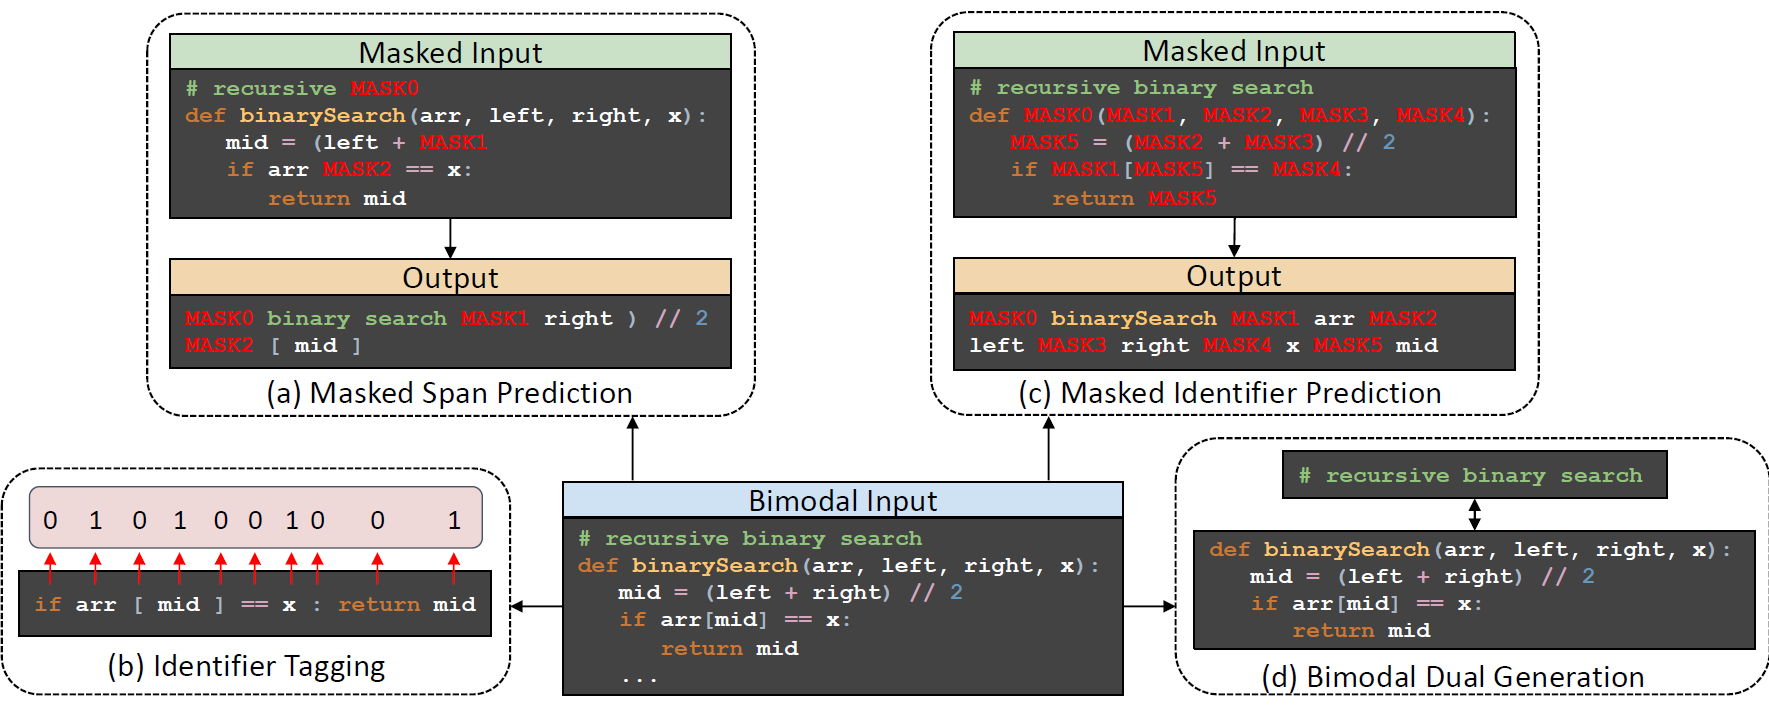 Masked Input
# recursive MASK0
def binarySearch(arr, left, right, x):
mid = (left + MASK1
if arr MASK2 == x:
return mid
Output
MASK0 binary search MASK1 right ) // 2
MASK2 [ mid ]
(a) Masked Span Prediction
Masked Input
# recursive binary search
def MASK0(MASK1, MASK2, MASK3, MASK4):
MASK5 = (MASK2 + MASK3) // 2
if MASK1[MASK5] == MASK4:
return MASK5
Output
MASK0 binarySearch MASK1 arr MASK2
left MASK3 right MASK4 x MASK5 mid
(c) Masked Identifier Prediction
0 1 0 1 0 0 1 0 0 1
if arr [ mid ] == x : return mid
(b) Identifier Tagging
Bimodal Input
# recursive binary search
def binarySearch(arr, left, right, x):
mid = (left + right) // 2
if arr[mid] == x:
return mid
...
# recursive binary search
def binarySearch(arr, left, right, x):
mid = (left + right) // 2
if arr[mid] == x:
return mid
(d) Bimodal Dual Generation